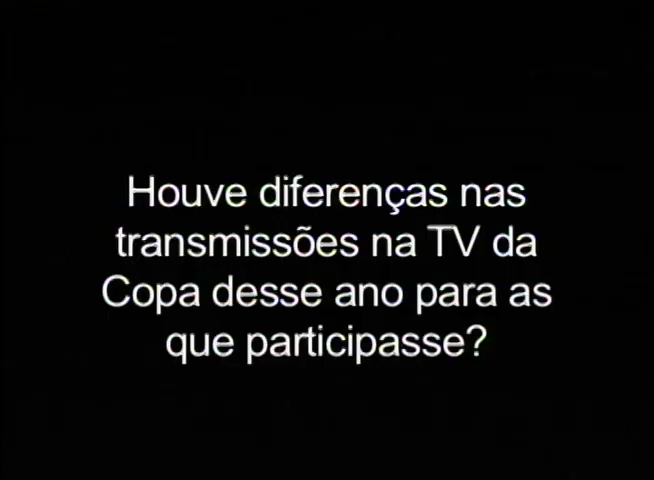 Houve diferenças nas
transmissões na TV da
Copa desse ano para as
que participasse?